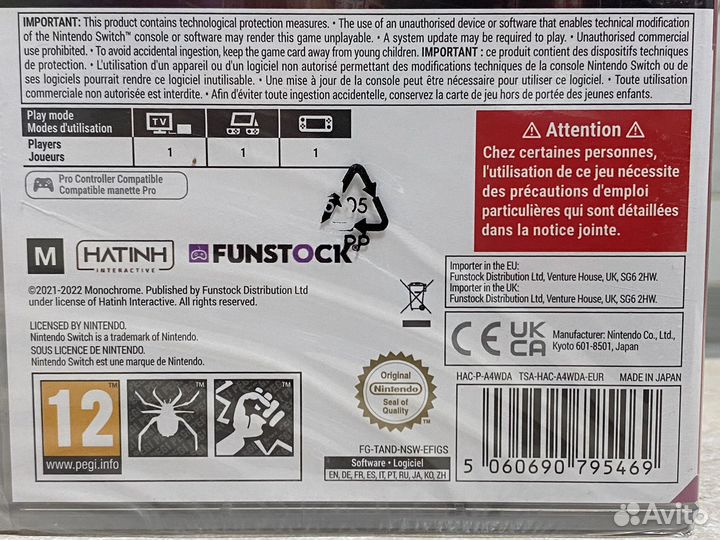 IMPORTANT: This product contains technological protection measures. • The use of an unauthorised device or software that enables technical modification
of the Nintendo Switch™ console or software may render this game unplayable. • A system update may be required to play. • Unauthorised commercial
use prohibited. • To avoid accidental ingestion, keep the game card away from young children. IMPORTANT : ce produit contient des dispositifs techniques
de protection. • L'utilisation d'un appareil ou d'un logiciel non autorisé permettant des modifications techniques de la console Nintendo Switch ou de
ses logiciels pourrait rendre ce logiciel inutilisable. • Une mise à jour de la console peut être nécessaire pour utiliser ce logiciel. • Toute utilisation
commerciale non autorisée est interdite. • Afin d'éviter toute ingestion accidentelle, conservez la carte de jeu hors de portée des jeunes enfants.
Play mode
Modes d'utilisation
TV
Players
Joueurs
1 1 1
Pro Controller Compatible
Compatible manette Pro
Attention
Chez certaines personnes,
l'utilisation de ce jeu nécessite
des précautions d'emploi
particulières qui sont détaillées
dans la notice jointe.
05
PP
M HATINH INTERACTIVE FUNSTOCK
©2021-2022 Monochrome. Published by Funstock Distribution Ltd
under license of Hatinh Interactive. All rights reserved.
Importer in the EU:
Funstock Distribution Ltd, Venture House, UK, SG6 2HW.
Importer in the UK:
Funstock Distribution Ltd, Venture House, UK, SG6 2HW.
LICENSED BY NINTENDO.
Nintendo Switch is a trademark of Nintendo.
SOUS LICENCE DE NINTENDO.
Nintendo Switch est une marque de Nintendo.
CE UK CA
Manufacturer: Nintendo Co., Ltd.,
Kyoto 601-8501, Japan
12
www.pegi.info
Original
Nintendo
Seal of
Quality
FG-TAND-NSW-EFIGS
Software • Logiciel
EN, DE, FR, ES, IT, PT, RU, JA, KO, ZH
HAC-P-A4WDA TSA-HAC-A4WDA-EUR MADE IN JAPAN
5 060690 795469
Avito